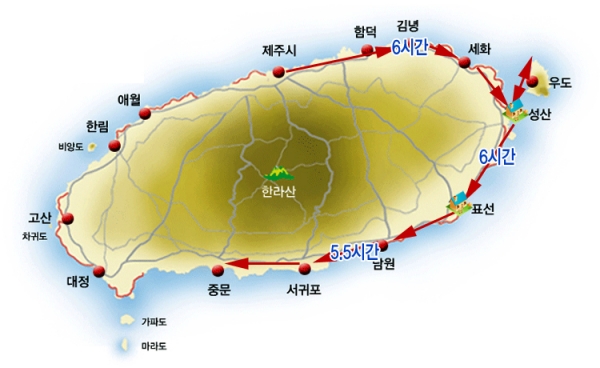 김녕
함덕
6시간
제주시
세화
우도
애월
성산
한림
비양도
6시간
한라산
표선
고산
차귀도
5.5시간
남원
대정
중문
서귀포
가파도
마라도